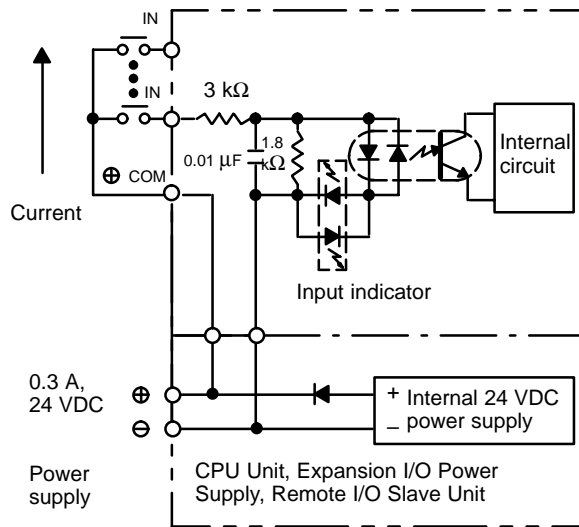 IN
IN
3 kΩ
0.01 μF
1.8
kΩ
Internal
circuit
⊕ COM
Current
Input indicator
0.3 A,
24 VDC
⊕
⊖
+ Internal 24 VDC
– power supply
Power
supply
CPU Unit, Expansion I/O Power
Supply, Remote I/O Slave Unit